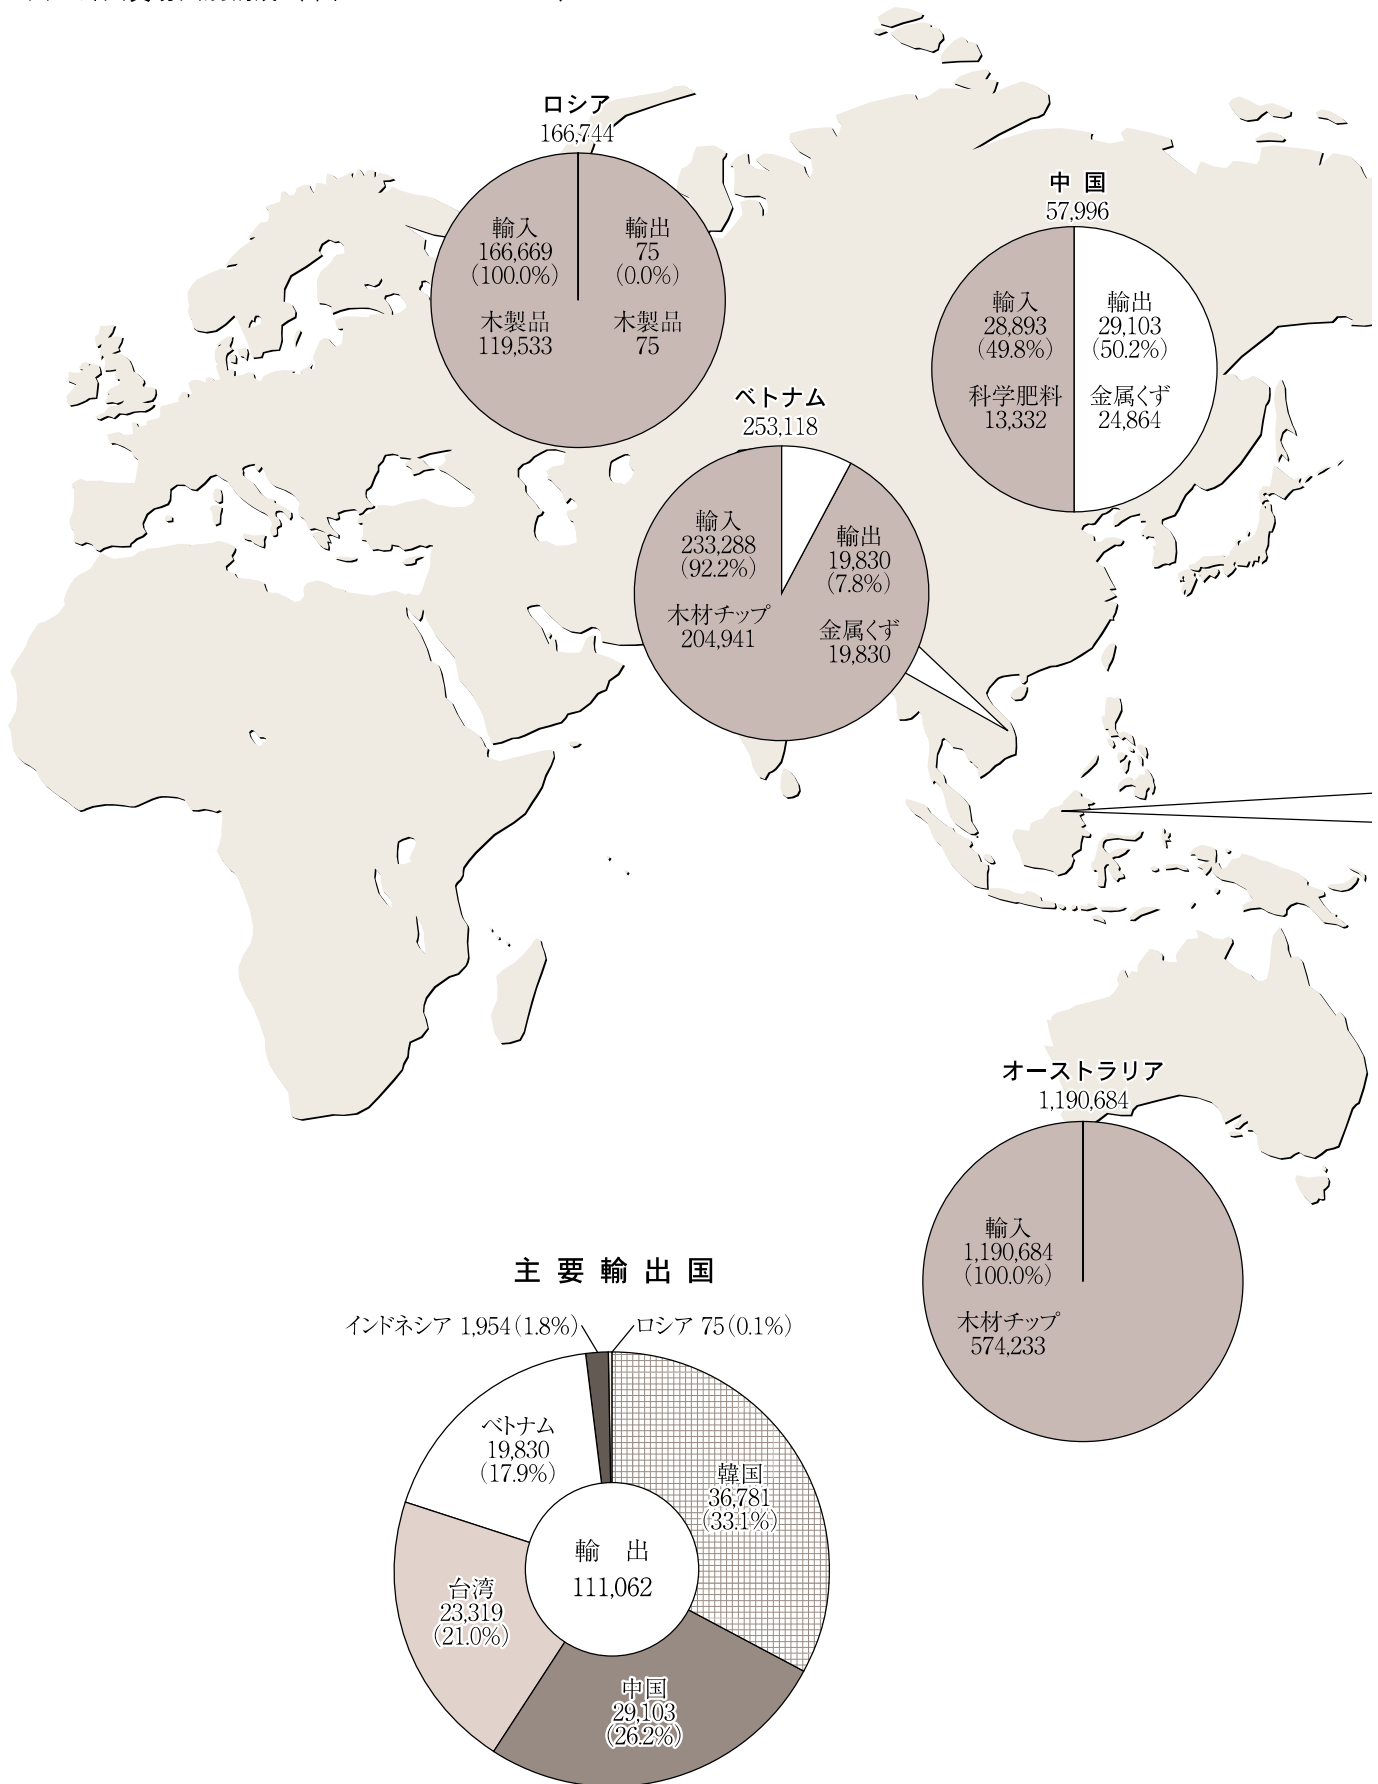 ロシア
166,744
輸入
166,669
(100.0%)
木製品
119,533
輸出
75
(0.0%)
木製品
75
中国
57,996
輸入
28,893
(49.8%)
科学肥料
13,332
輸出
29,103
(50.2%)
金属くず
24,864
ベトナム
253,118
輸入
233,288
(92.2%)
木材チップ
204,941
輸出
19,830
(7.8%)
金属くず
19,830
オーストラリア
1,190,684
輸入
1,190,684
(100.0%)
木材チップ
574,233
主要輸出国
インドネシア 1,954(1.8%)
ロシア 75(0.1%)
ベトナム
19,830
(17.9%)
韓国
36,781
(33.1%)
輸 出
111,062
台湾
23,319
(21.0%)
中国
29,103
(26.2%)